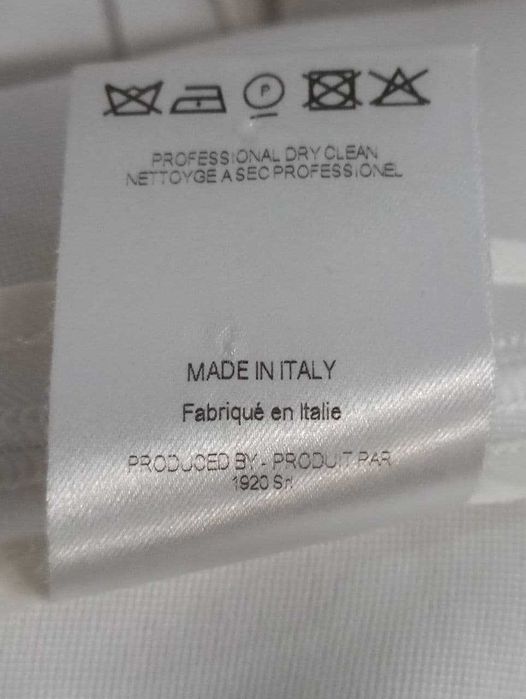 P
PROFESSIONAL DRY CLEAN
NETTOYGE A SEC PROFESSIONEL
MADE IN ITALY
Fabriqué en Italie
PRODUCED BY - PRODUIT PAR
1920 Srl